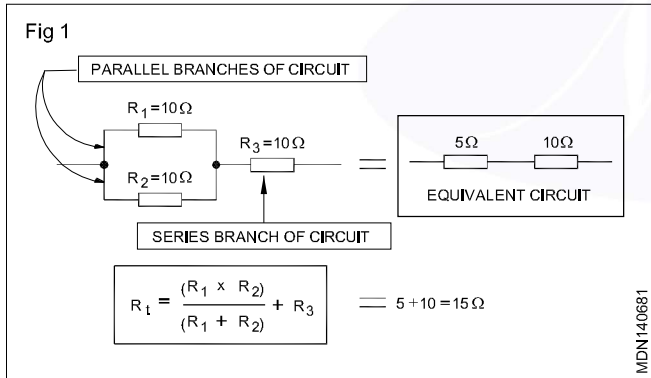 Fig 1
PARALLEL BRANCHES OF CIRCUIT
R1=10Ω
R2=10Ω
R3=10Ω
=
5Ω 10Ω
EQUIVALENT CIRCUIT
SERIES BRANCH OF CIRCUIT
Rt = (R1 x R2) / (R1 + R2) + R3 = 5+10=15Ω
MDN140681